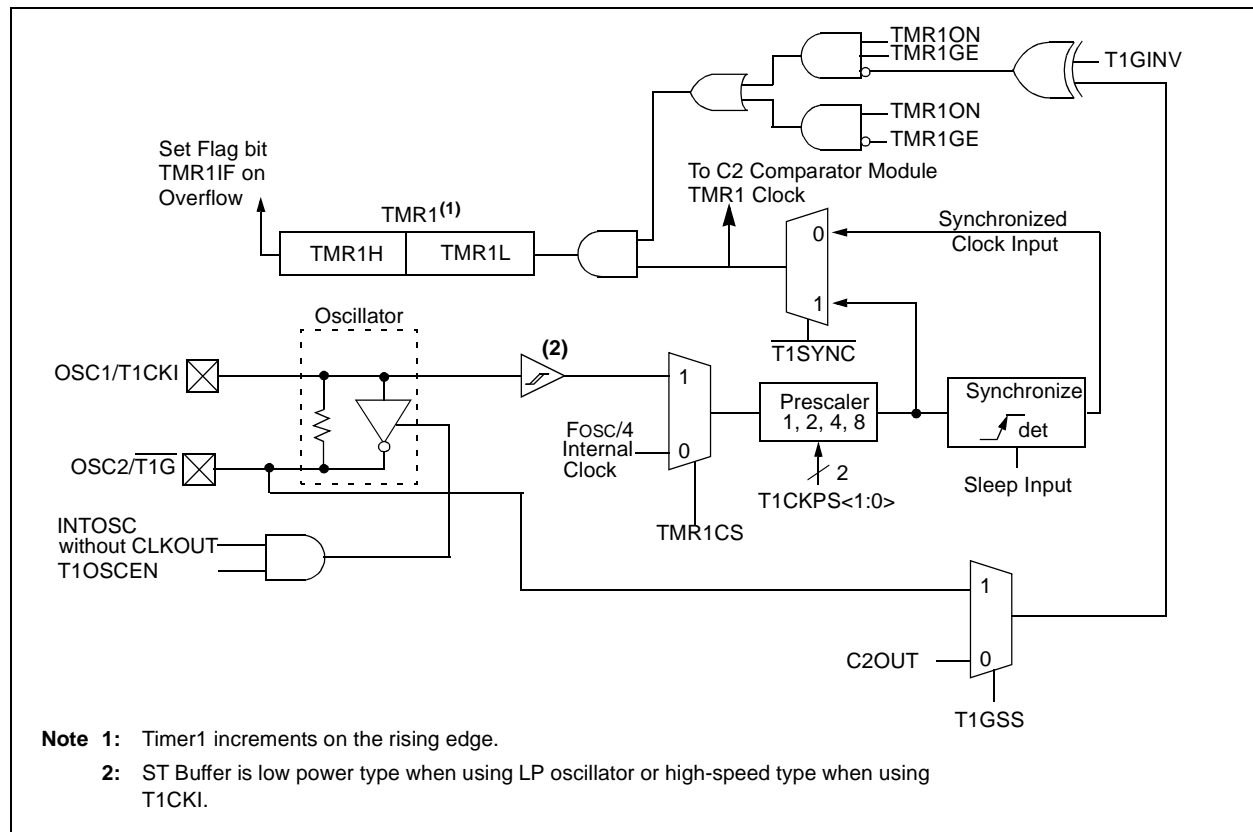 TMR1ON
TMR1GE
T1GINV
TMR1ON
TMR1GE
Set Flag bit
TMR1IF on
Overflow
To C2 Comparator Module
TMR1 Clock
TMR1(1)
TMR1H
TMR1L
0
1
Synchronized
Clock Input
T1SYNC
Oscillator
(2)
OSC1/T1CKI
OSC2/T1G
1
0
FOSC/4
Internal
Clock
TMR1CS
Prescaler
1, 2, 4, 8
2
T1CKPS<1:0>
Synchronize
det
Sleep Input
INTOSC
without CLKOUT
T1OSCEN
1
0
C2OUT
T1GSS
Note 1: Timer1 increments on the rising edge.
2: ST Buffer is low power type when using LP oscillator or high-speed type when using
T1CKI.